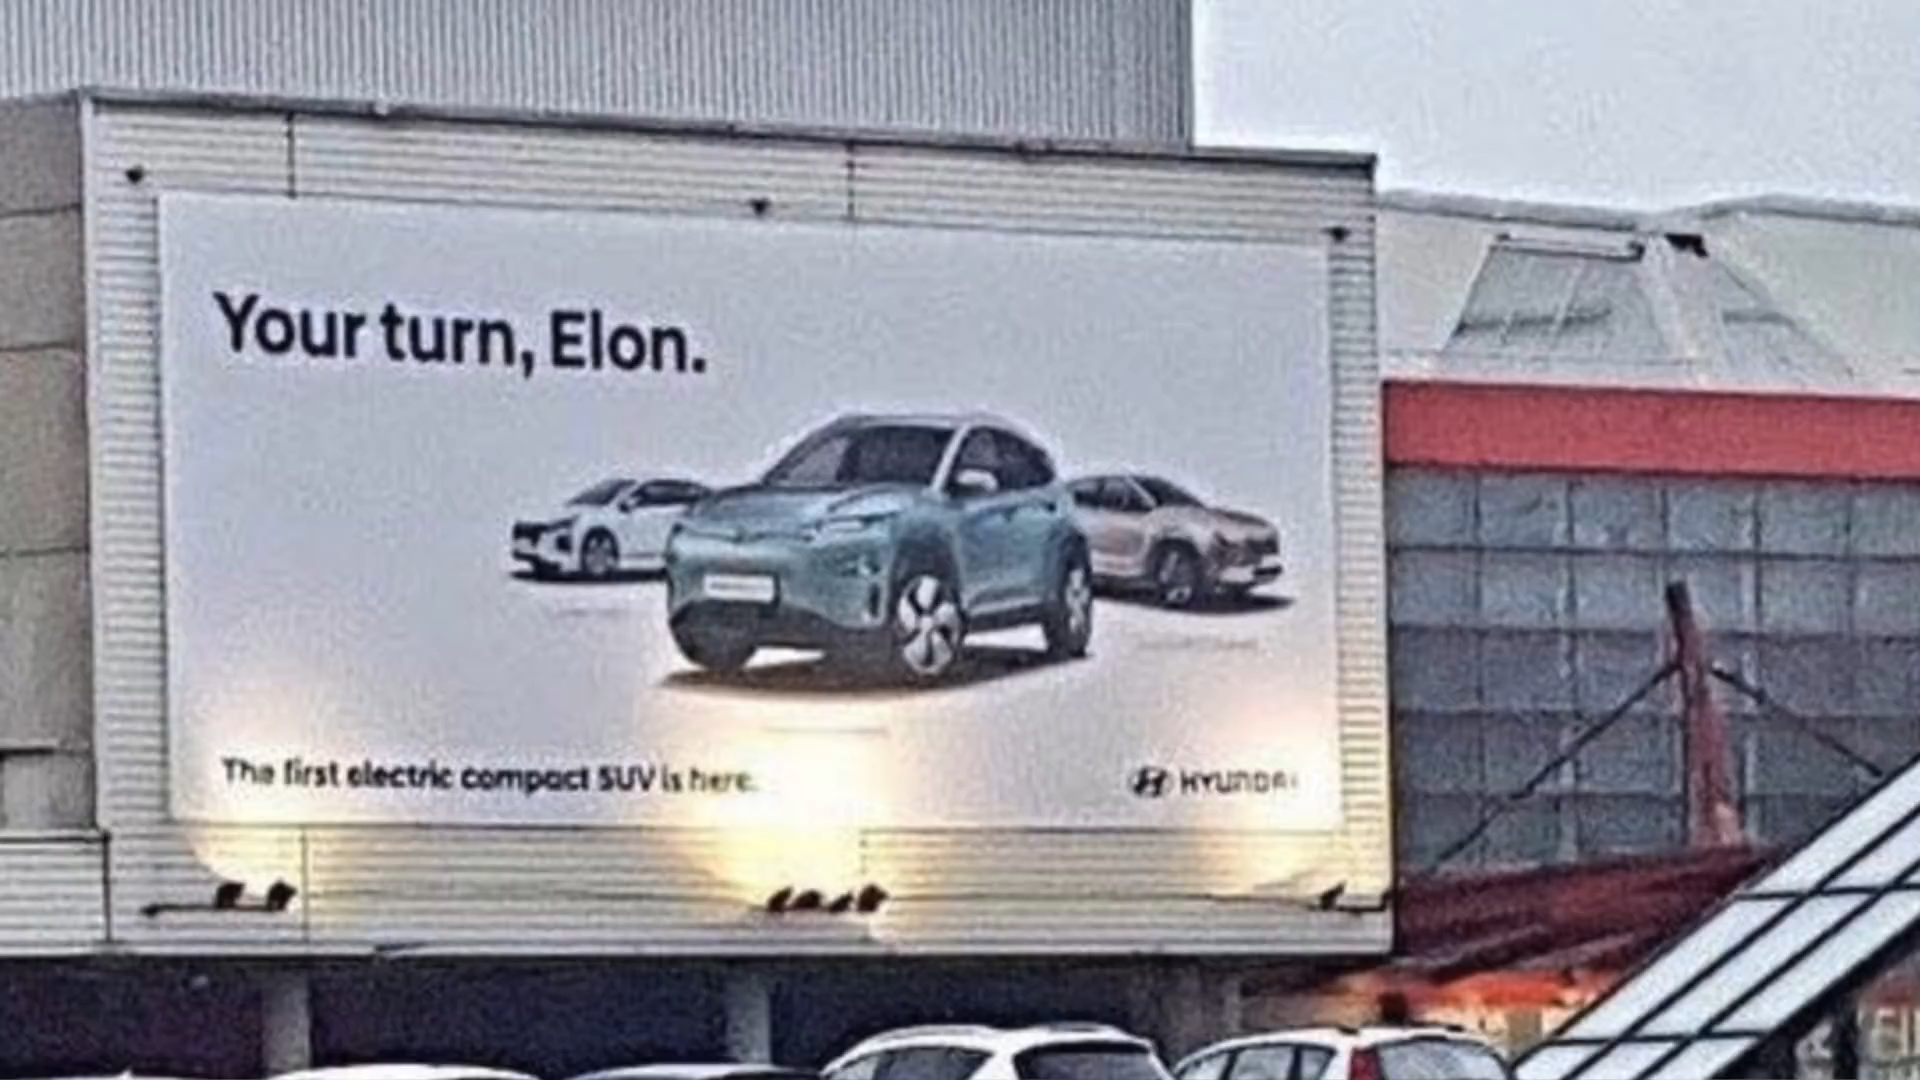 Your turn, Elon.
The first electric compact SUV is here.
HYUNDAI